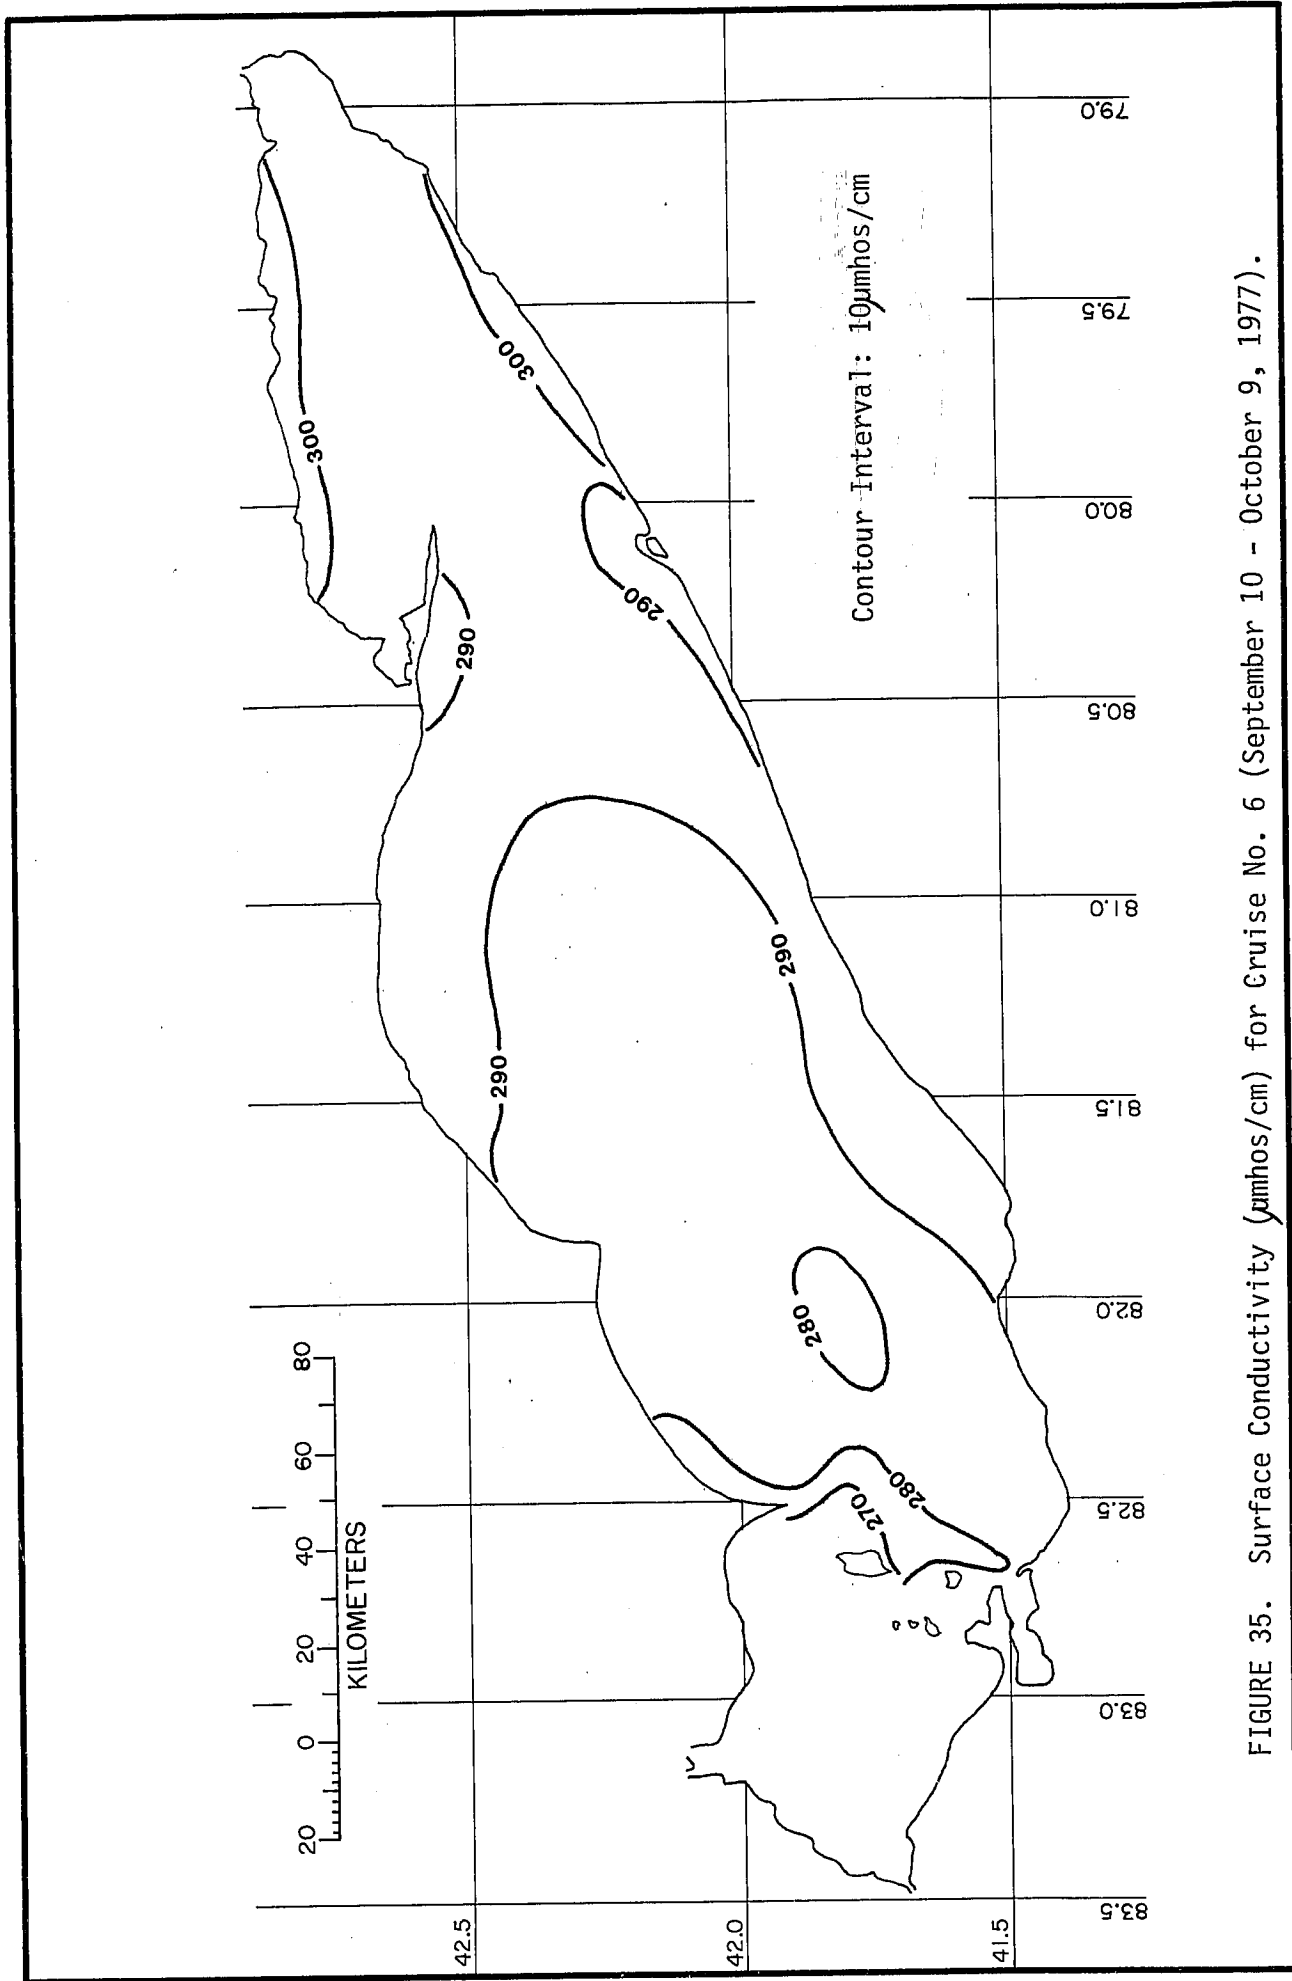 20 0 20 40 60 80
KILOMETERS
42.5
42.0
41.5
83.5 83.0 82.5 82.0 81.5 81.0 80.5 80.0 79.5 79.0
300
300
290
290
290
290
280
280
270
Contour Interval: 10µmhos/cm
FIGURE 35. Surface Conductivity (µmhos/cm) for Cruise No. 6 (September 10 - October 9, 1977).